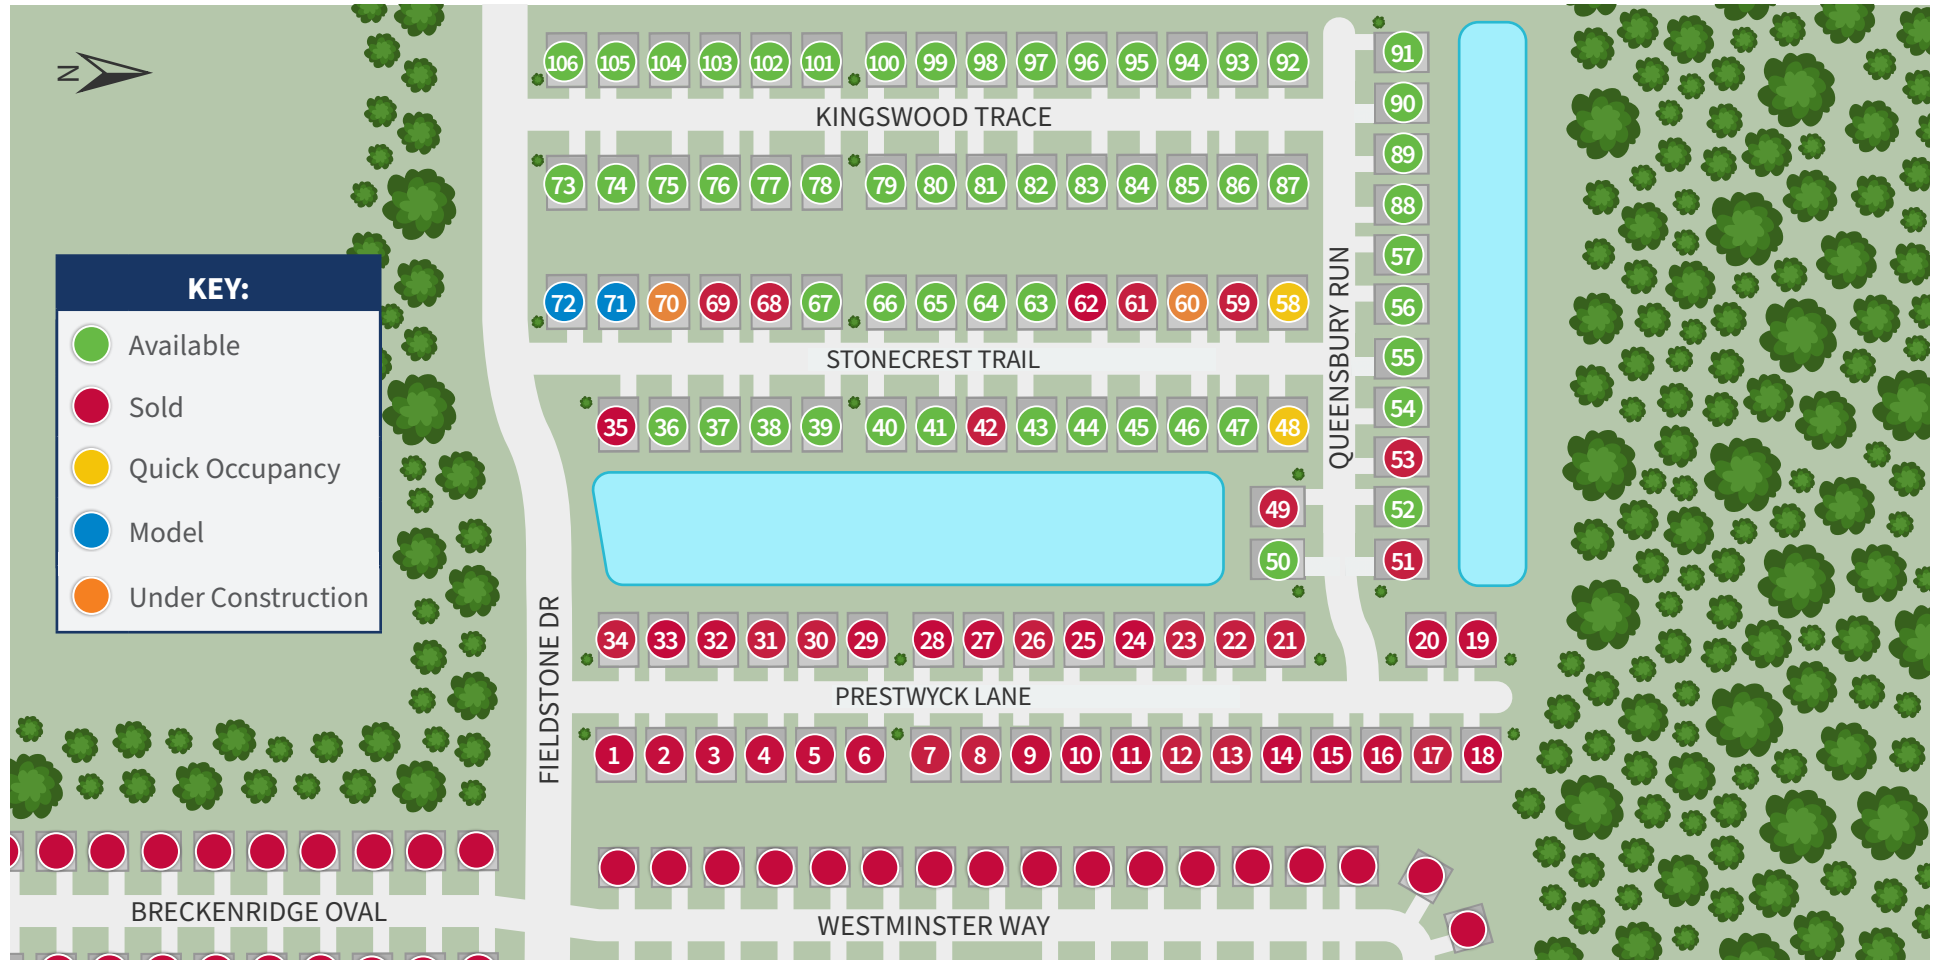 106 105 104 103 102 101 100 99 98 97 96 95 94 93 92
91
N
KINGSWOOD TRACE
90
89
73 74 75 76 77 78 79 80 81 82 83 84 85 86 87
88
57
KEY:
Available
Sold
Quick Occupancy
Model
Under Construction
72 71 70 69 68 67 66 65 64 63 62 61 60 59 58
56
QUEENSBURY RUN
STONECREST TRAIL
55
54
35 36 37 38 39 40 41 42 43 44 45 46 47 48
53
49
52
50
51
FIELDSTONE DR
34 33 32 31 30 29 28 27 26 25 24 23 22 21 20 19
PRESTWYCK LANE
1 2 3 4 5 6 7 8 9 10 11 12 13 14 15 16 17 18
BRECKENRIDGE OVAL
WESTMINSTER WAY